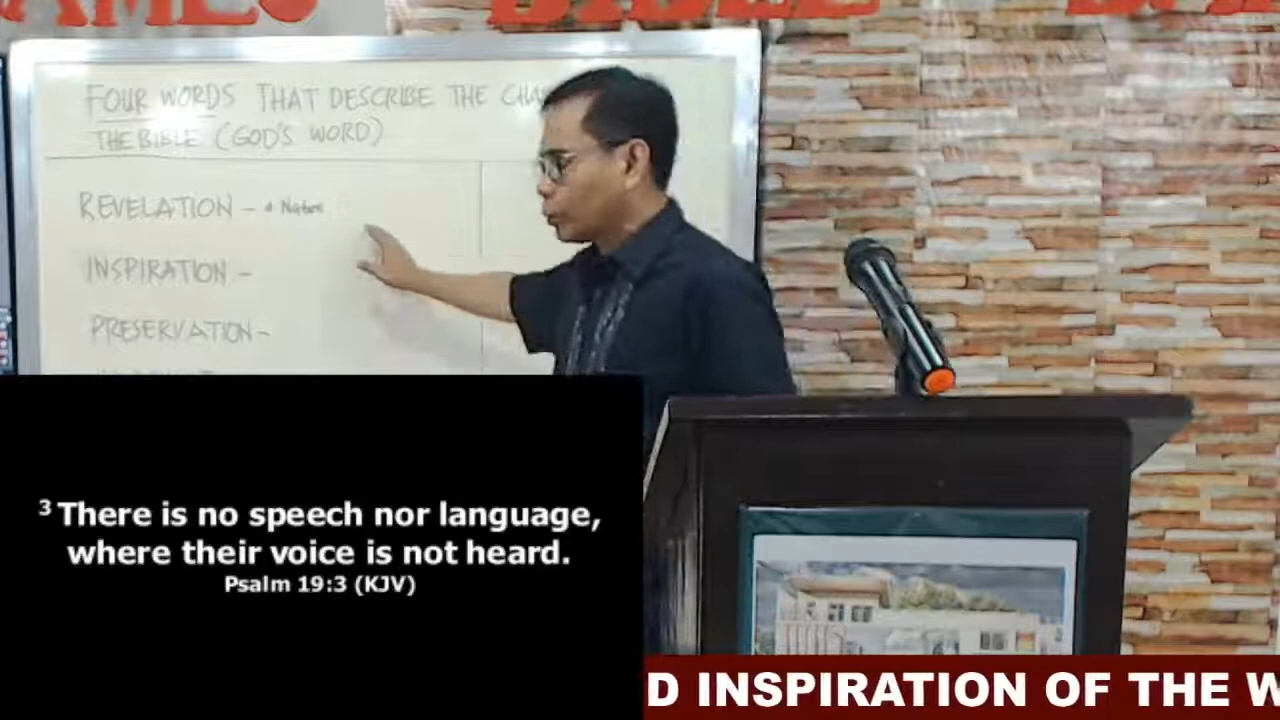 BIBLE
FOUR WORDS THAT DESCRIBE THE
THE BIBLE (GOD'S WORD)
REVELATION - • Nature
INSPIRATION -
PRESERVATION -
3 There is no speech nor language,
where their voice is not heard.
Psalm 19:3 (KJV)
D INSPIRATION OF THE W